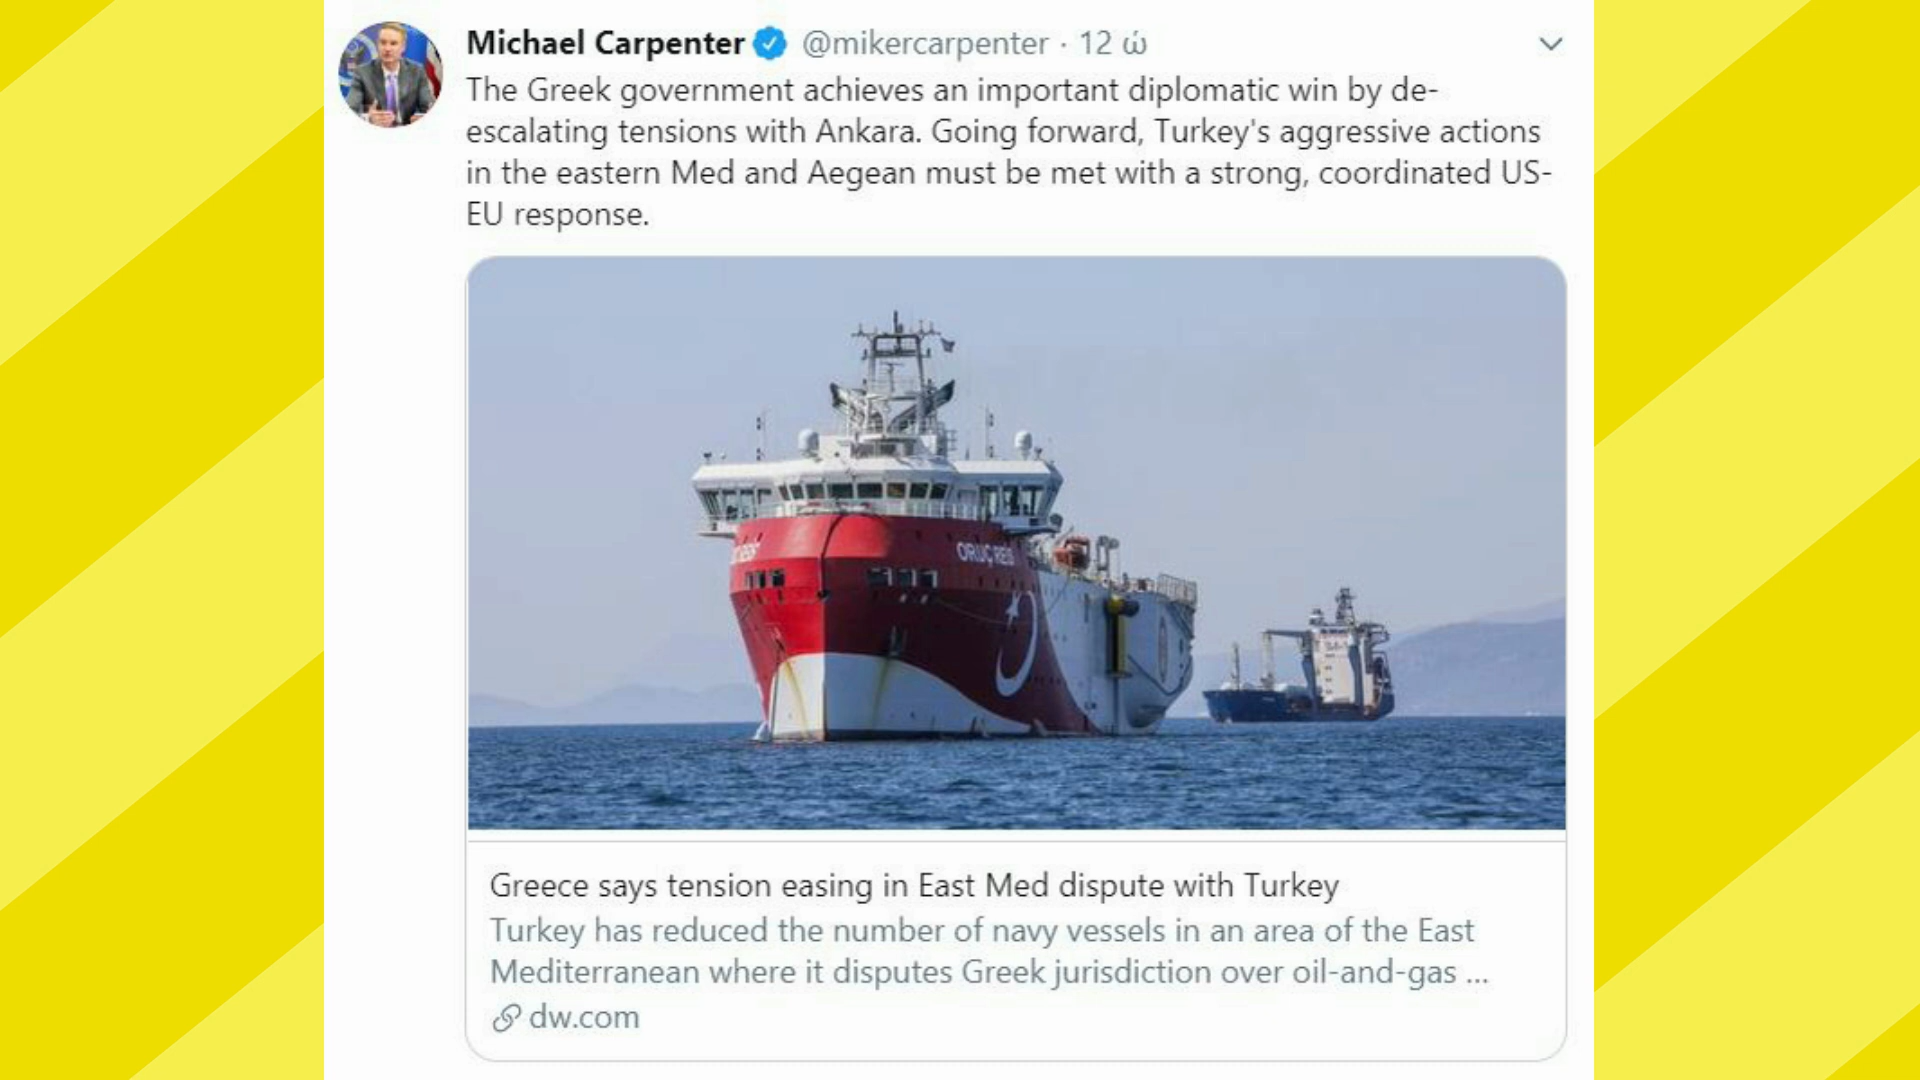 Michael Carpenter @mikercarpenter · 12 ώ
The Greek government achieves an important diplomatic win by de-
escalating tensions with Ankara. Going forward, Turkey's aggressive actions
in the eastern Med and Aegean must be met with a strong, coordinated US-
EU response.
ORUÇ REİS
Greece says tension easing in East Med dispute with Turkey
Turkey has reduced the number of navy vessels in an area of the East
Mediterranean where it disputes Greek jurisdiction over oil-and-gas ...
dw.com